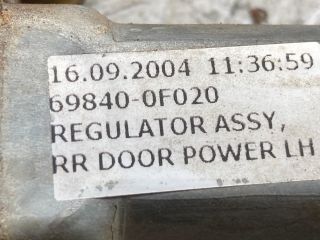 16.09.2004 11:36:59
69840-0F020
REGULATOR ASSY,
RR DOOR POWER LH